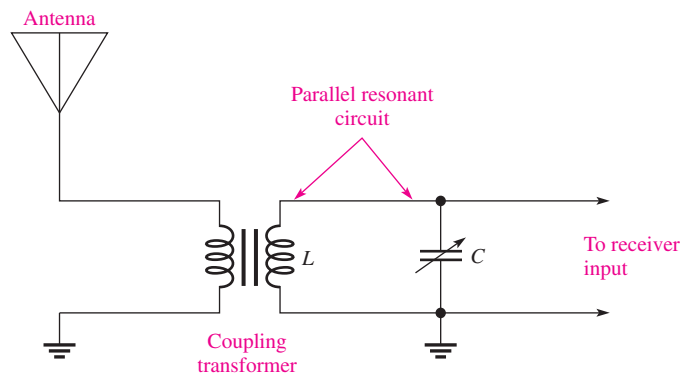 Antenna
Parallel resonant
circuit
L
C
To receiver
input
Coupling
transformer